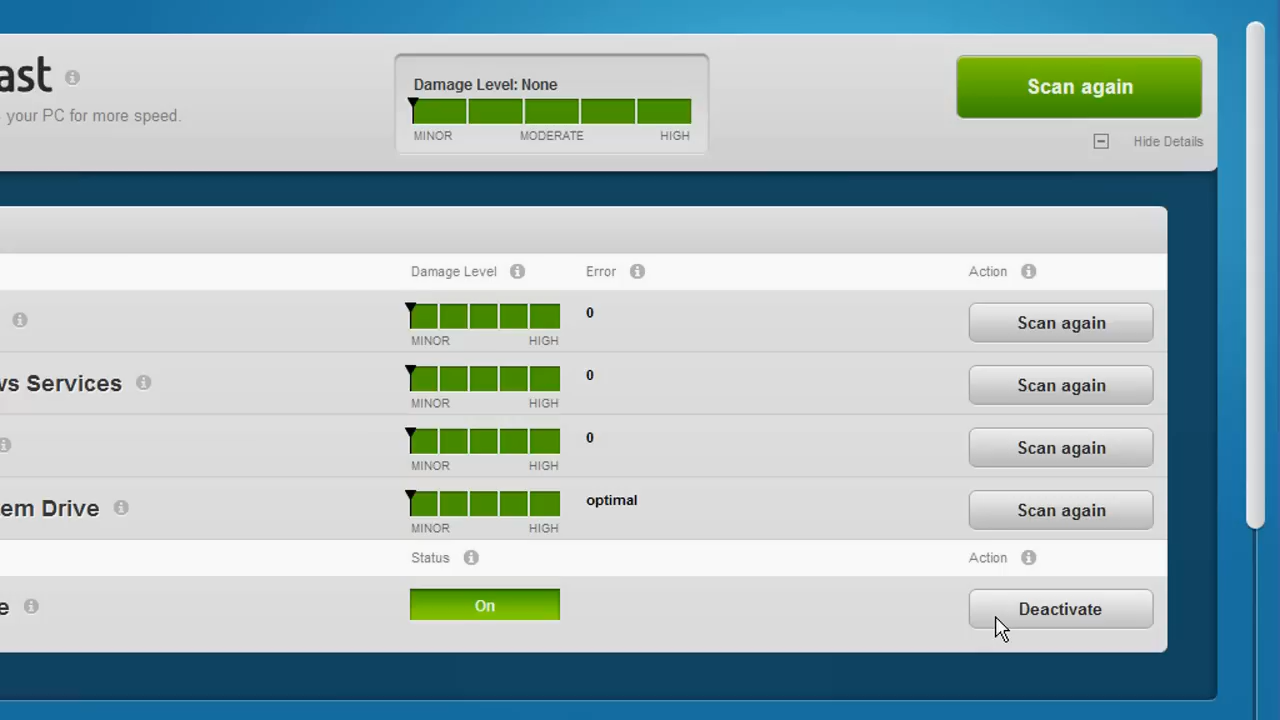 ast
Damage Level: None
Scan again
your PC for more speed.
MINOR MODERATE HIGH
Hide Details
Damage Level Error Action
0 Scan again
MINOR HIGH
ws Services 0 Scan again
MINOR HIGH
0 Scan again
MINOR HIGH
em Drive optimal Scan again
MINOR HIGH
Status Action
e On Deactivate